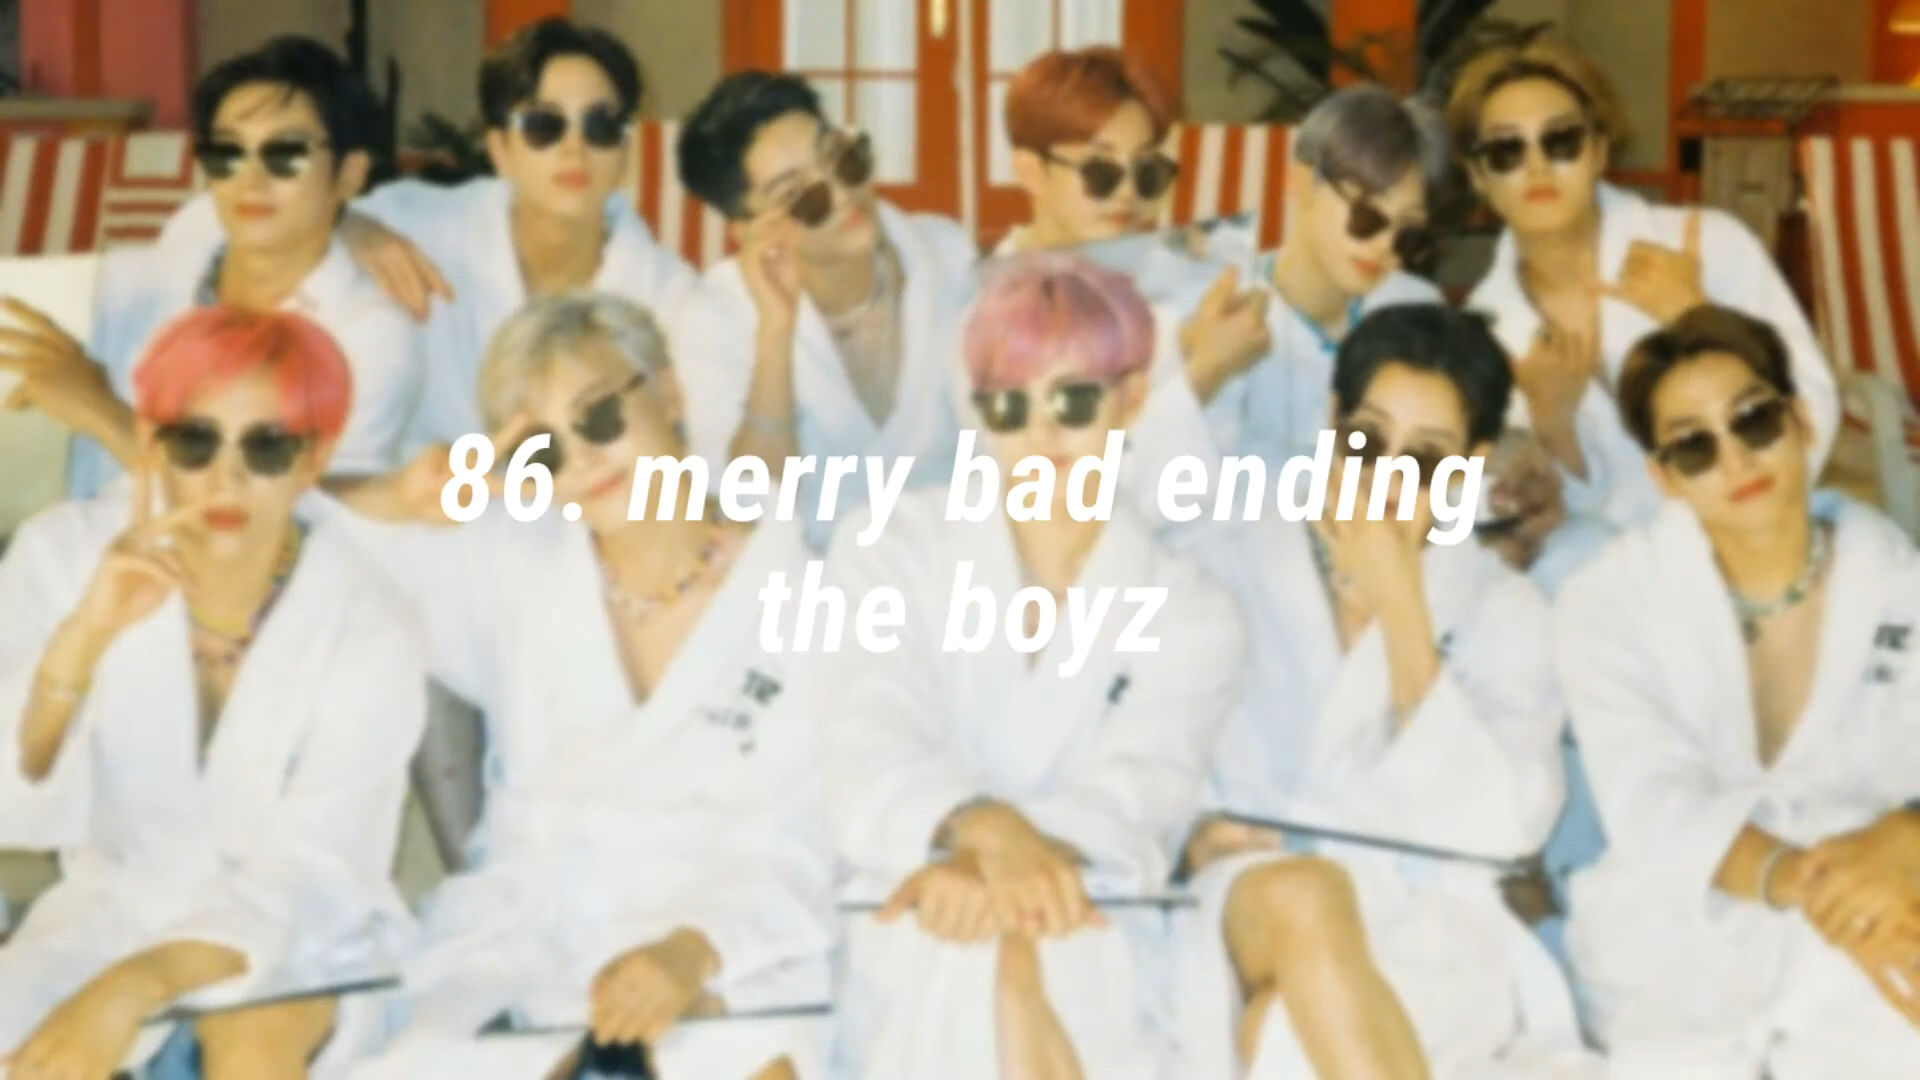 86. merry bad ending
the boyz